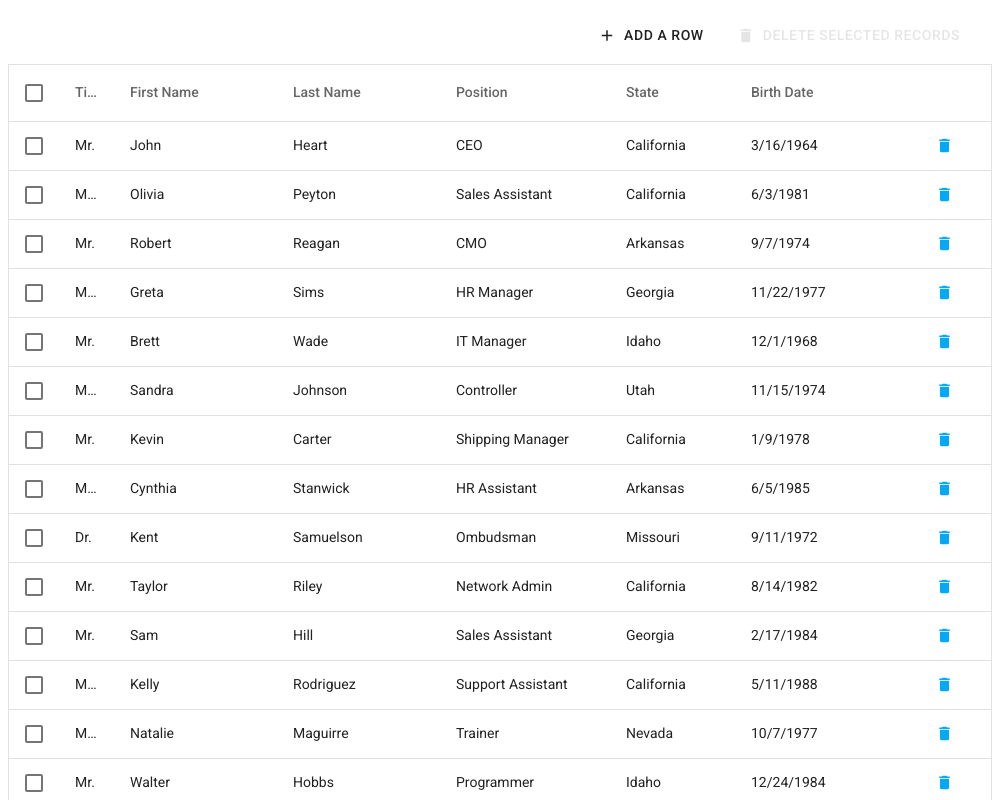 ADD A ROW DELETE SELECTED RECORDS
Ti... First Name Last Name Position State Birth Date
Mr. John Heart CEO California 3/16/1964
M... Olivia Peyton Sales Assistant California 6/3/1981
Mr. Robert Reagan CMO Arkansas 9/7/1974
M... Greta Sims HR Manager Georgia 11/22/1977
Mr. Brett Wade IT Manager Idaho 12/1/1968
M... Sandra Johnson Controller Utah 11/15/1974
Mr. Kevin Carter Shipping Manager California 1/9/1978
M... Cynthia Stanwick HR Assistant Arkansas 6/5/1985
Dr. Kent Samuelson Ombudsman Missouri 9/11/1972
Mr. Taylor Riley Network Admin California 8/14/1982
Mr. Sam Hill Sales Assistant Georgia 2/17/1984
M... Kelly Rodriguez Support Assistant California 5/11/1988
M... Natalie Maguirre Trainer Nevada 10/7/1977
Mr. Walter Hobbs Programmer Idaho 12/24/1984